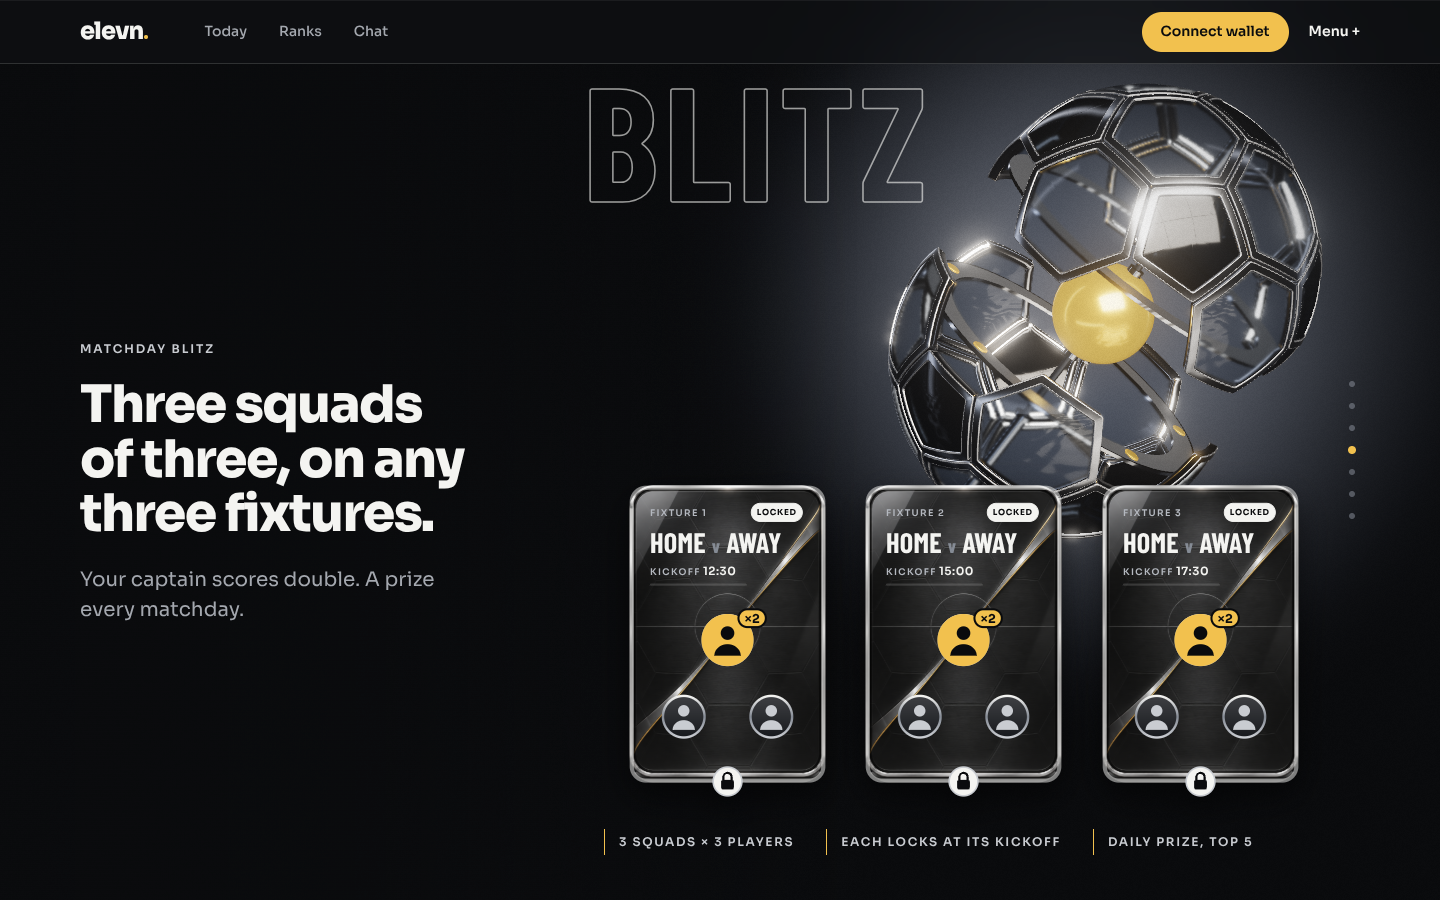 elevn.
Today
Ranks
Chat
Connect wallet
Menu +
BLITZ
MATCHDAY BLITZ
Three squads
of three, on any
three fixtures.
Your captain scores double. A prize
every matchday.
FIXTURE 1
LOCKED
HOME v AWAY
KICKOFF 12:30
×2
FIXTURE 2
LOCKED
HOME v AWAY
KICKOFF 15:00
×2
FIXTURE 3
LOCKED
HOME v AWAY
KICKOFF 17:30
×2
3 SQUADS × 3 PLAYERS
EACH LOCKS AT ITS KICKOFF
DAILY PRIZE, TOP 5